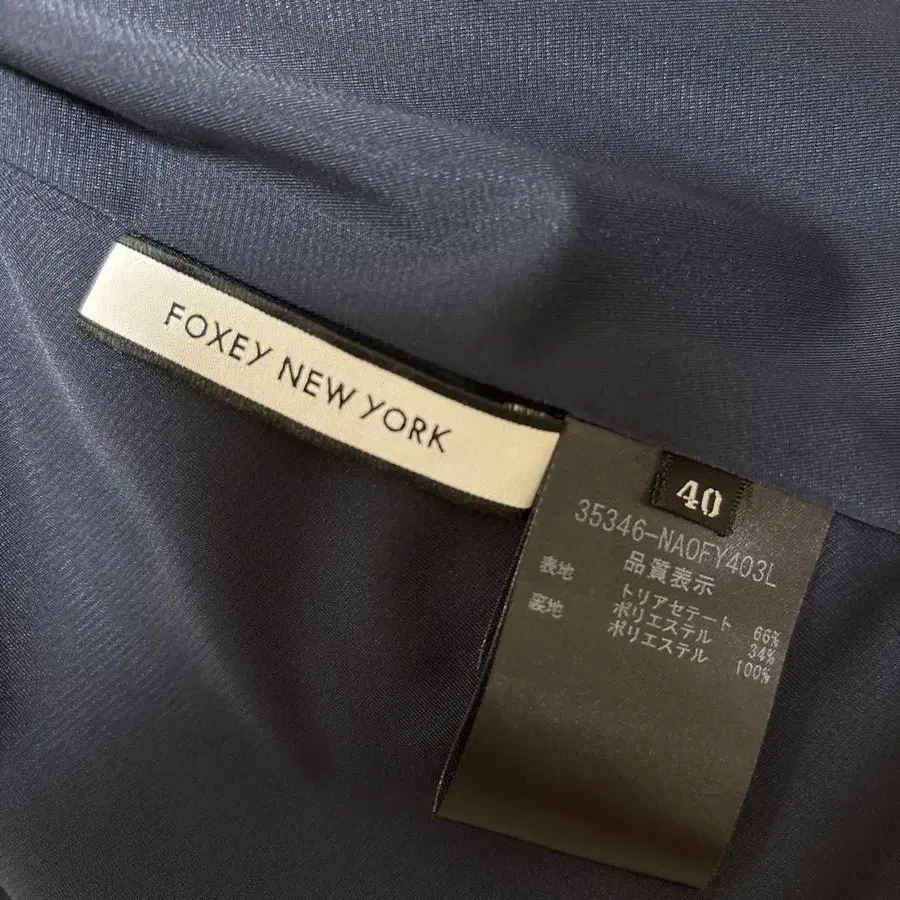 FOXEY NEW YORK
40
35346-NAOFY403L
品質表示
表地 トリアセテート 66%
ポリエステル 34%
裏地 ポリエステル 100%